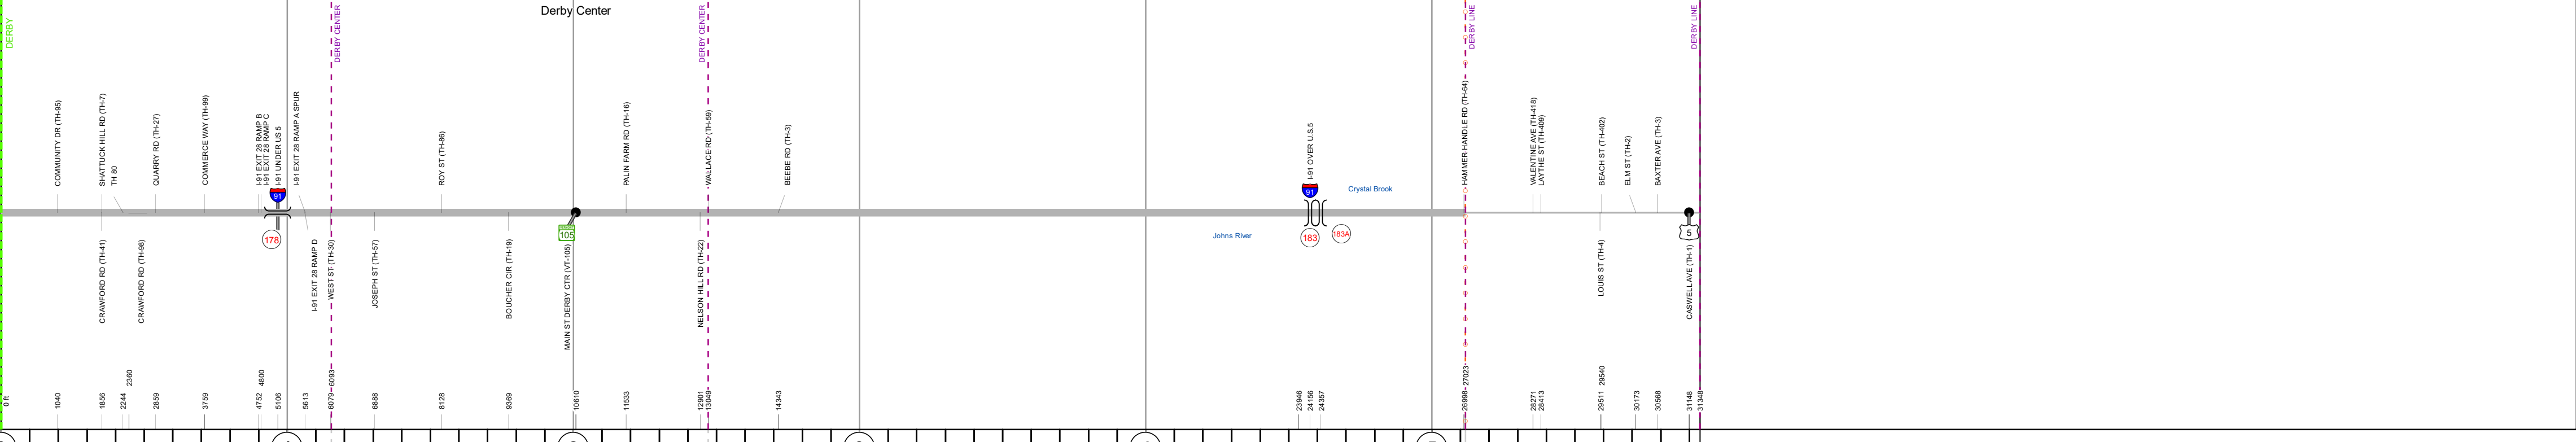 Derby Center
DERBY
DERBY CENTER
DERBY CENTER
DERBY LINE
DERBY LINE
COMMUNITY DR (TH-95)
SHATTUCK HILL RD (TH-7)
TH 80
QUARRY RD (TH-27)
COMMERCE WAY (TH-99)
I-91 EXIT 28 RAMP B
I-91 EXIT 28 RAMP C
I-91 UNDER US 5
I-91 EXIT 28 RAMP A SPUR
ROY ST (TH-86)
PALIN FARM RD (TH-16)
WALLACE RD (TH-59)
BEEBE RD (TH-3)
I-91 OVER U.S.5
HAMMER HANDLE RD (TH-64)
VALENTINE AVE (TH-418)
LAYTHE ST (TH-409)
BEACH ST (TH-402)
ELM ST (TH-2)
BAXTER AVE (TH-3)
91
91
Crystal Brook
Johns River
178
105
183
183A
5
CRAWFORD RD (TH-41)
CRAWFORD RD (TH-98)
I-91 EXIT 28 RAMP D
WEST ST (TH-30)
JOSEPH ST (TH-57)
BOUCHER CIR (TH-19)
MAIN ST DERBY CTR (VT-105)
NELSON HILL RD (TH-22)
LOUIS ST (TH-4)
CASWELL AVE (TH-1)
0 ft
1040
1856
2244
2360
2859
3759
4752
4800
5106
5613
6079
6093
6888
8128
9369
10610
11533
12901
13049
14343
23946
24156
24357
26998
27023
28271
28413
29511
29540
30173
30568
31148
31348